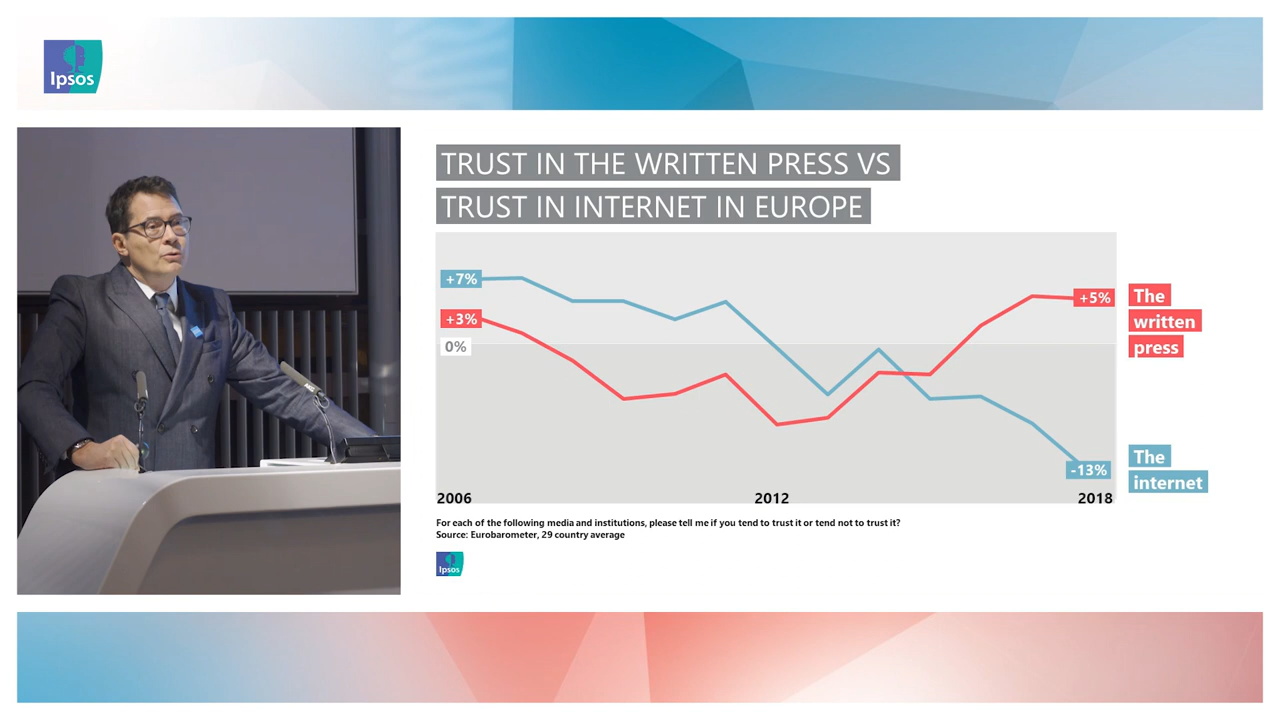 Ipsos
TRUST IN THE WRITTEN PRESS VS
TRUST IN INTERNET IN EUROPE
+7%
+3%
0%
+5%
The
written
press
-13%
The
internet
2006
2012
2018
For each of the following media and institutions, please tell me if you tend to trust it or tend not to trust it?
Source: Eurobarometer, 29 country average
Ipsos